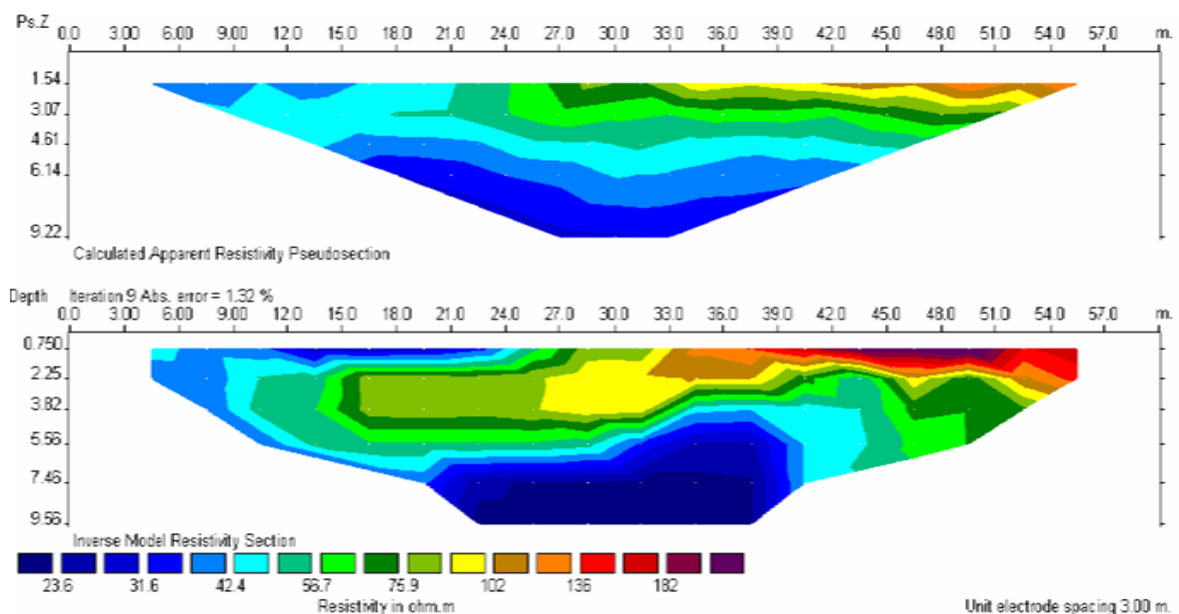 Ps.Z
0.0 3.00 6.00 9.00 12.0 15.0 18.0 21.0 24.0 27.0 30.0 33.0 36.0 39.0 42.0 45.0 48.0 51.0 57.0 m.
1.54
3.07
4.61
6.14
9.22
Calculated Apparent Resistivity Pseudosection
Depth Iteration 9 Abs. error = 1.32 %
0.0 3.00 6.00 9.00 12.0 15.0 18.0 21.0 24.0 27.0 30.0 33.0 36.0 39.0 42.0 45.0 48.0 51.0 57.0 m.
0.750
2.25
3.82
5.56
7.46
9.56
Inverse Model Resistivity Section
23.6 31.6 42.4 56.7 75.9 102 136 182
Resistivity in ohm.m Unit electrode spacing 3.00 m.